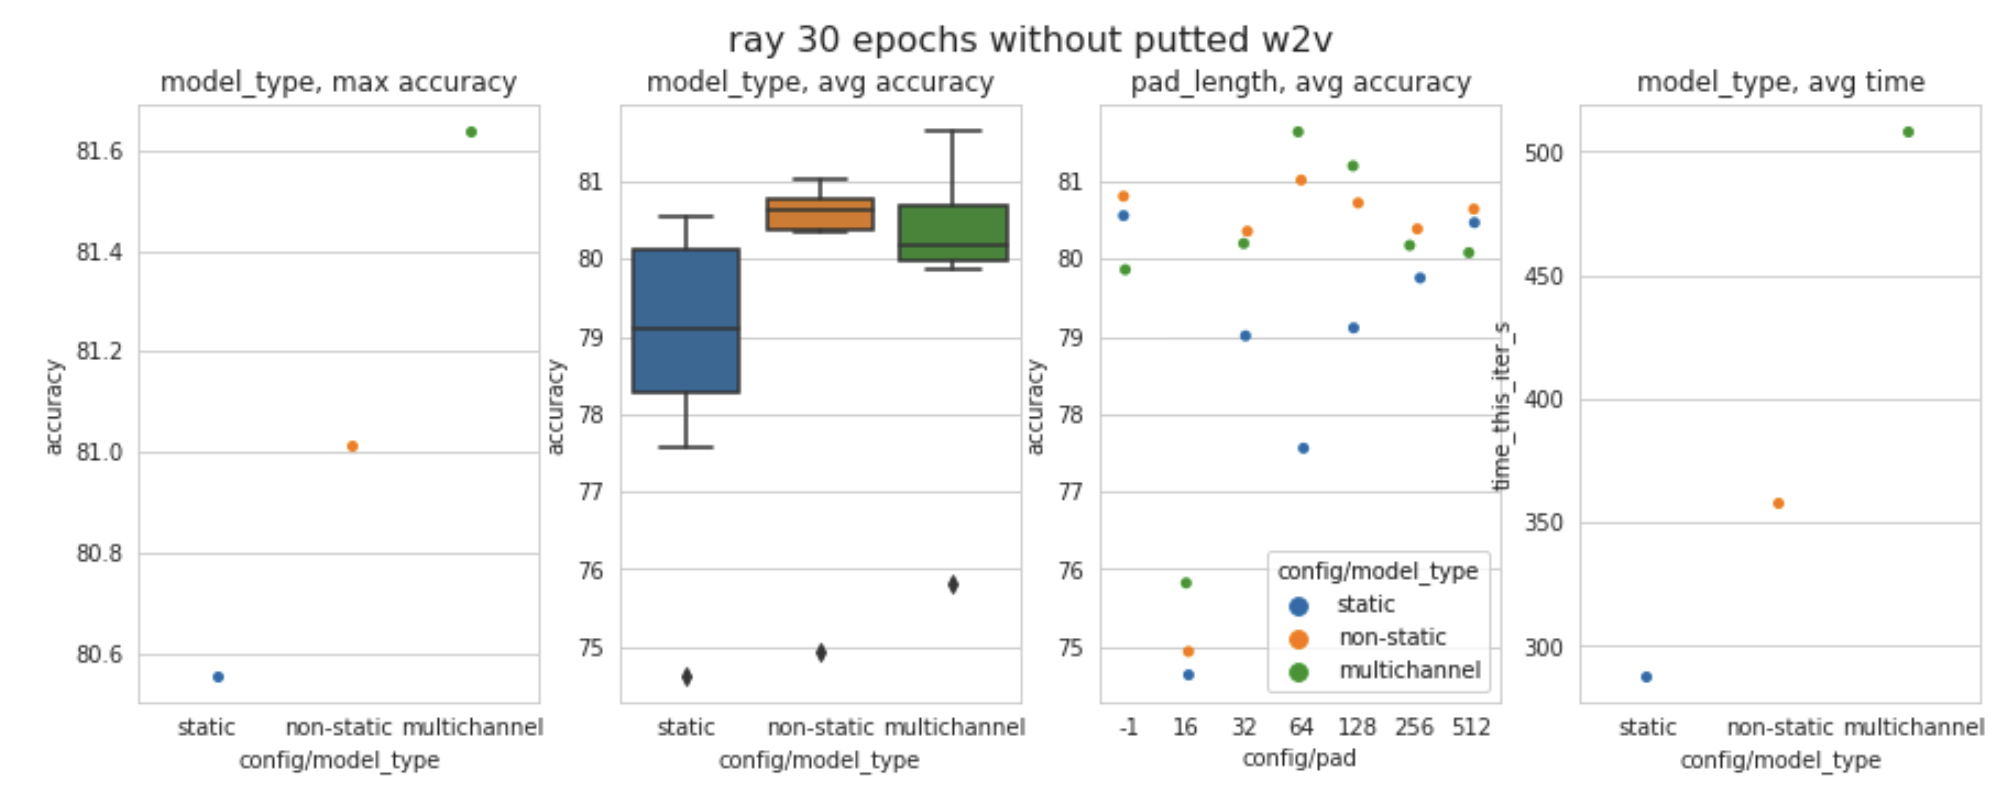 ray 30 epochs without putted w2v
model_type, max accuracy
81.6
81.4
81.2
81.0
80.8
80.6
accuracy
static non-static multichannel
config/model_type
model_type, avg accuracy
81
80
79
78
77
76
75
accuracy
static non-static multichannel
config/model_type
pad_length, avg accuracy
81
80
79
78
77
76
75
accuracy
config/model_type
static
non-static
multichannel
-1 16 32 64 128 256 512
config/pad
model_type, avg time
500
450
400
350
300
time_this_iter_s
static non-static multichannel
config/model_type